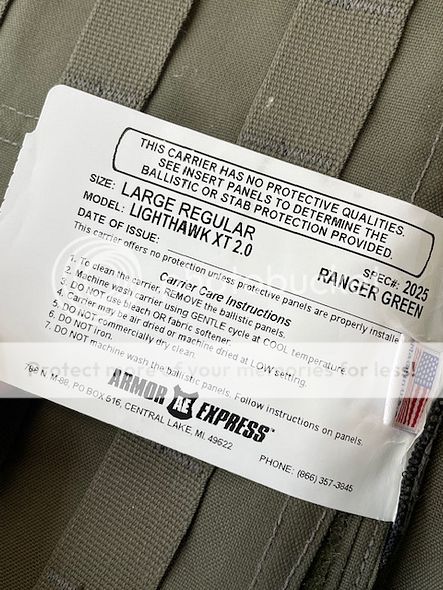 THIS CARRIER HAS NO PROTECTIVE QUALITIES.
SEE INSERT PANELS TO DETERMINE THE
BALLISTIC OR STAB PROTECTION PROVIDED
SIZE: LARGE REGULAR
MODEL: LIGHTHAWK XT 2.0
SPEC#: 2025
DATE OF ISSUE:
RANGER GREEN
This carrier offers no protection unless protective panels are properly installe
Carrier Care Instructions
1. To clean the carrier, REMOVE the ballistic panels.
2. Machine wash carrier using GENTLE cycle at COOL temperature.
3. DO NOT use bleach OR fabric softener.
4. Carrier may be air dried or machine dried at LOW setting.
5. DO NOT commercially dry clean.
6. DO NOT iron.
7. DO NOT machine wash the ballistic panels. Follow instructions on panels.
ARMOR AE EXPRESS™
N. M-88, PO BOX 516, CENTRAL LAKE, MI. 49622
PHONE: (866) 357-3845
photobucket
Protect more of your memories for less!